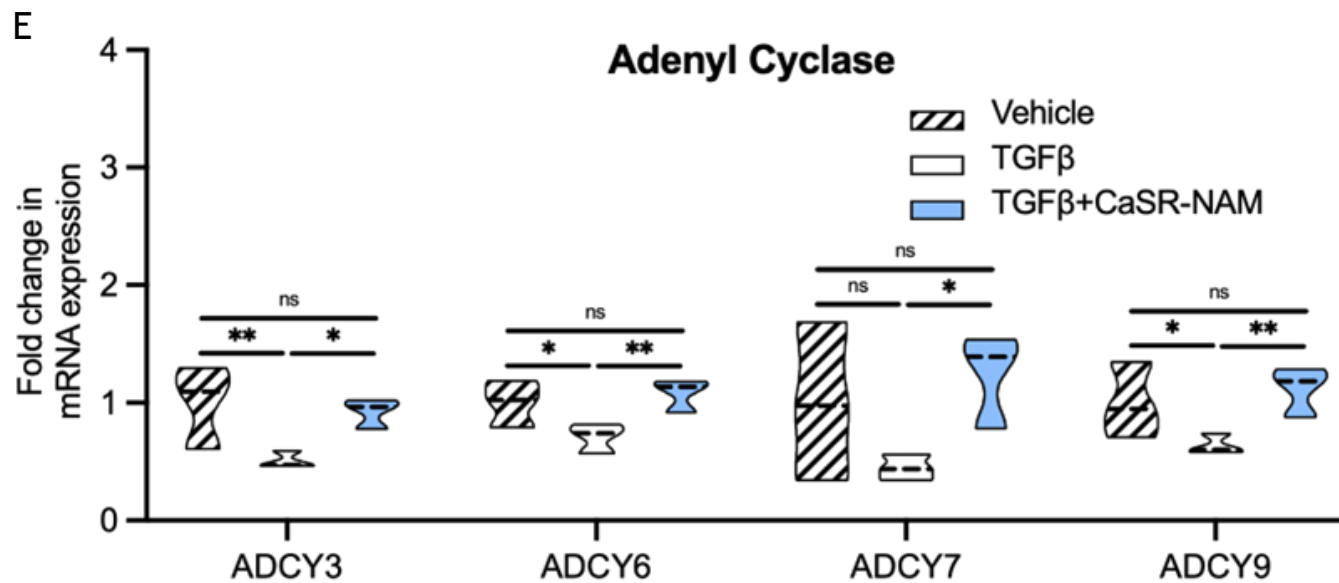 E
Adenyl Cyclase
Vehicle
TGFβ
TGFβ+CaSR-NAM
Fold change in
mRNA expression
4
3
2
1
0
ns
** *
ns
* **
ns
ns *
ns
* **
ADCY3 ADCY6 ADCY7 ADCY9